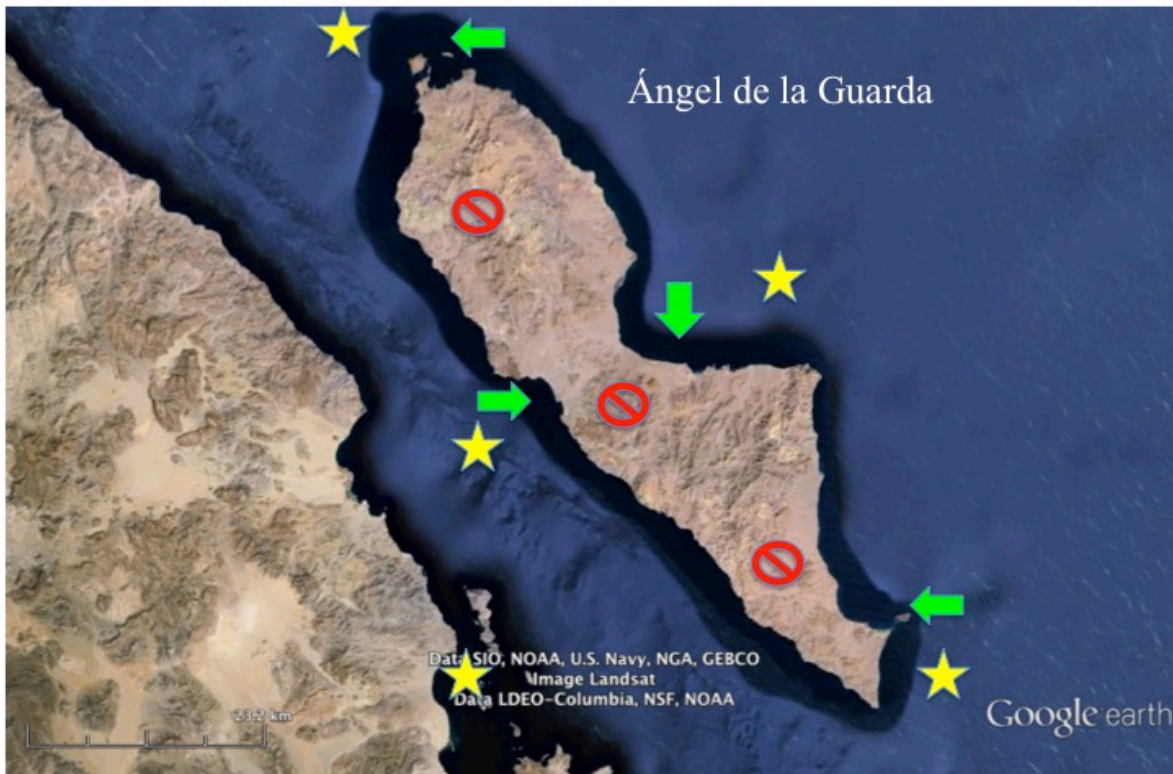 Ángel de la Guarda
Data SIO, NOAA, U.S. Navy, NGA, GEBCO
Image Landsat
Data LDEO-Columbia, NSF, NOAA
23.2 km
Google earth